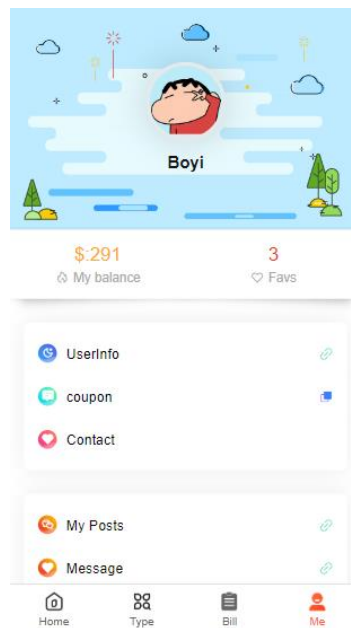 Boyi
$:291
3
My balance
Favs
UserInfo
coupon
Contact
My Posts
Message
Home
Type
Bill
Me